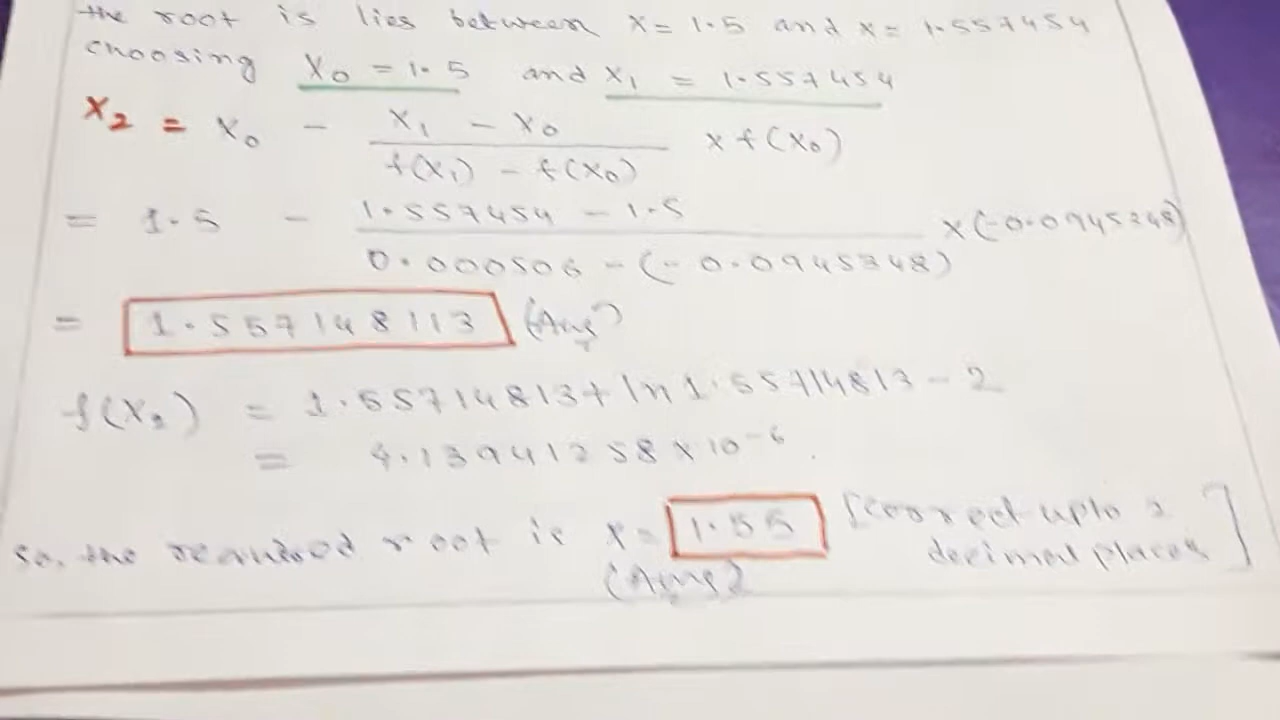 the root is lies between x = 1.5 and x = 1.557454
choosing x₀ = 1.5 and x₁ = 1.557454
x₂ = x₀ - (x₁ - x₀)/(f(x₁) - f(x₀)) × f(x₀)
= 1.5 - (1.557454 - 1.5)/(0.000506 - (-0.0945348)) × (-0.0945348)
= 1.557148113 (Ans)
f(x₂) = 1.55714813 + ln 1.55714813 - 2
= 4.13941258 × 10⁻⁶.
so, the required root is x = 1.55 [correct upto 2 decimal places]
(Ans)